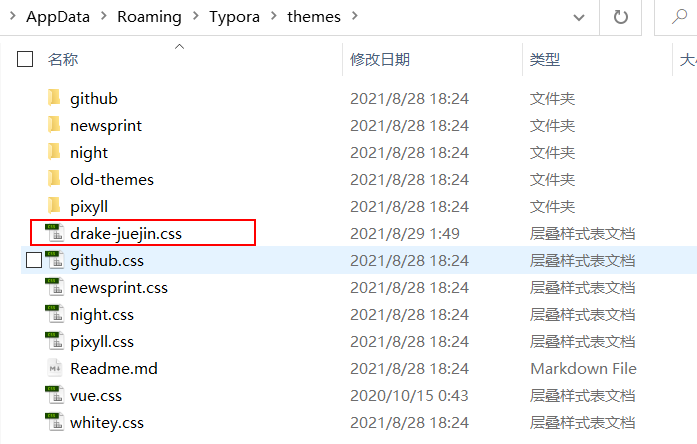 AppData > Roaming > Typora > themes >
名称 修改日期 类型 大小
github 2021/8/28 18:24 文件夹
newsprint 2021/8/28 18:24 文件夹
night 2021/8/28 18:24 文件夹
old-themes 2021/8/28 18:24 文件夹
pixyll 2021/8/28 18:24 文件夹
drake-juejin.css 2021/8/29 1:49 层叠样式表文档
github.css 2021/8/28 18:24 层叠样式表文档
newsprint.css 2021/8/28 18:24 层叠样式表文档
night.css 2021/8/28 18:24 层叠样式表文档
pixyll.css 2021/8/28 18:24 层叠样式表文档
Readme.md 2021/8/28 18:24 Markdown File
vue.css 2020/10/15 0:43 层叠样式表文档
whitey.css 2021/8/28 18:24 层叠样式表文档